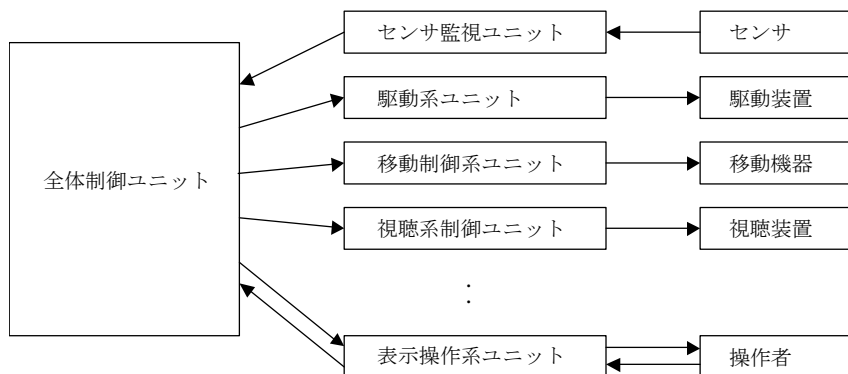 センサ監視ユニット
センサ
駆動系ユニット
駆動装置
全体制御ユニット
移動制御系ユニット
移動機器
視聴系制御ユニット
視聴装置
:
表示操作系ユニット
操作者